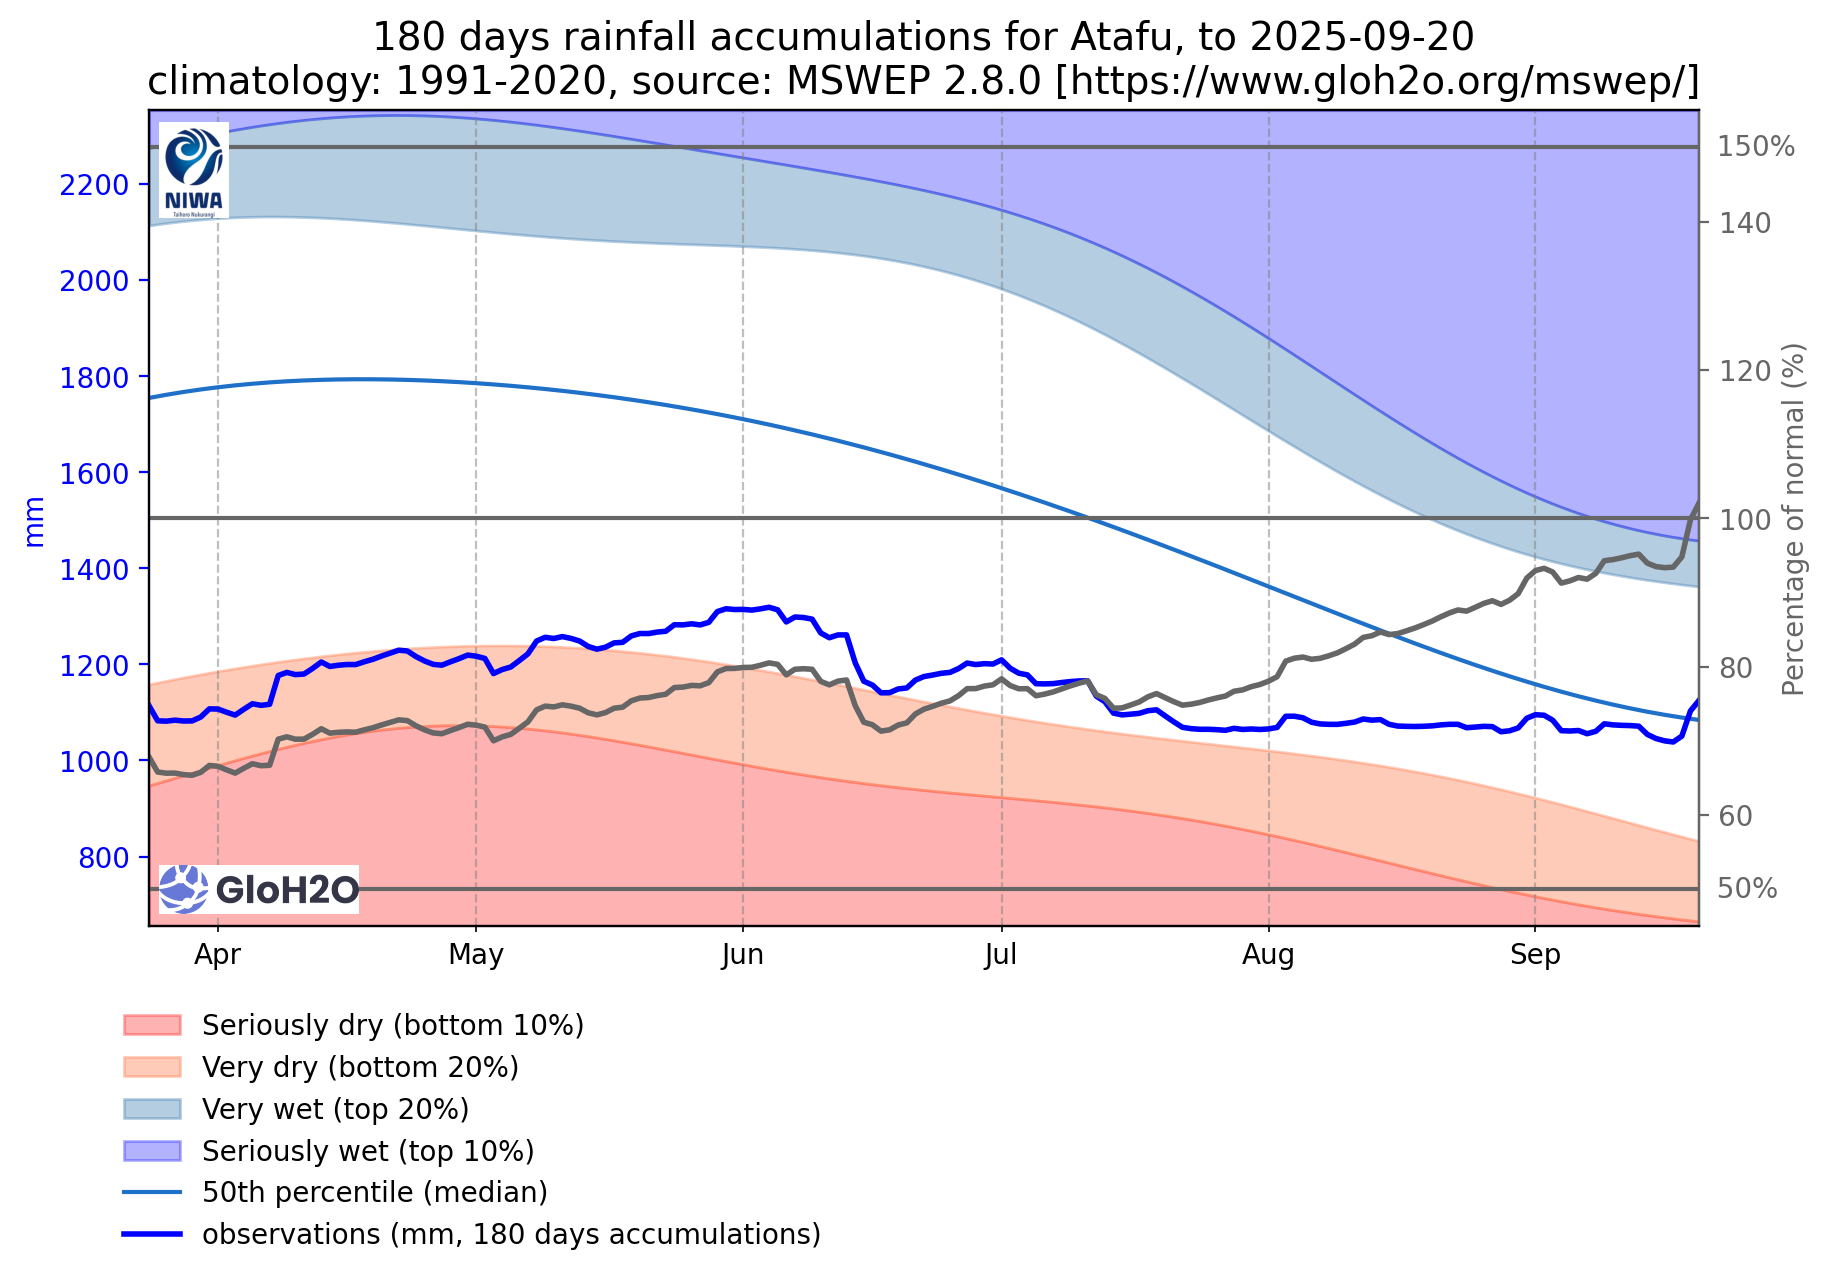 180 days rainfall accumulations for Atafu, to 2025-09-20
climatology: 1991-2020, source: MSWEP 2.8.0 [https://www.gloh2o.org/mswep/]
NIWA
Taihoro Nukurangi
2200
2000
1800
1600
1400
1200
1000
800
mm
150%
140
120
100
80
60
50%
Percentage of normal (%)
GloH2O
Apr
May
Jun
Jul
Aug
Sep
Seriously dry (bottom 10%)
Very dry (bottom 20%)
Very wet (top 20%)
Seriously wet (top 10%)
50th percentile (median)
observations (mm, 180 days accumulations)